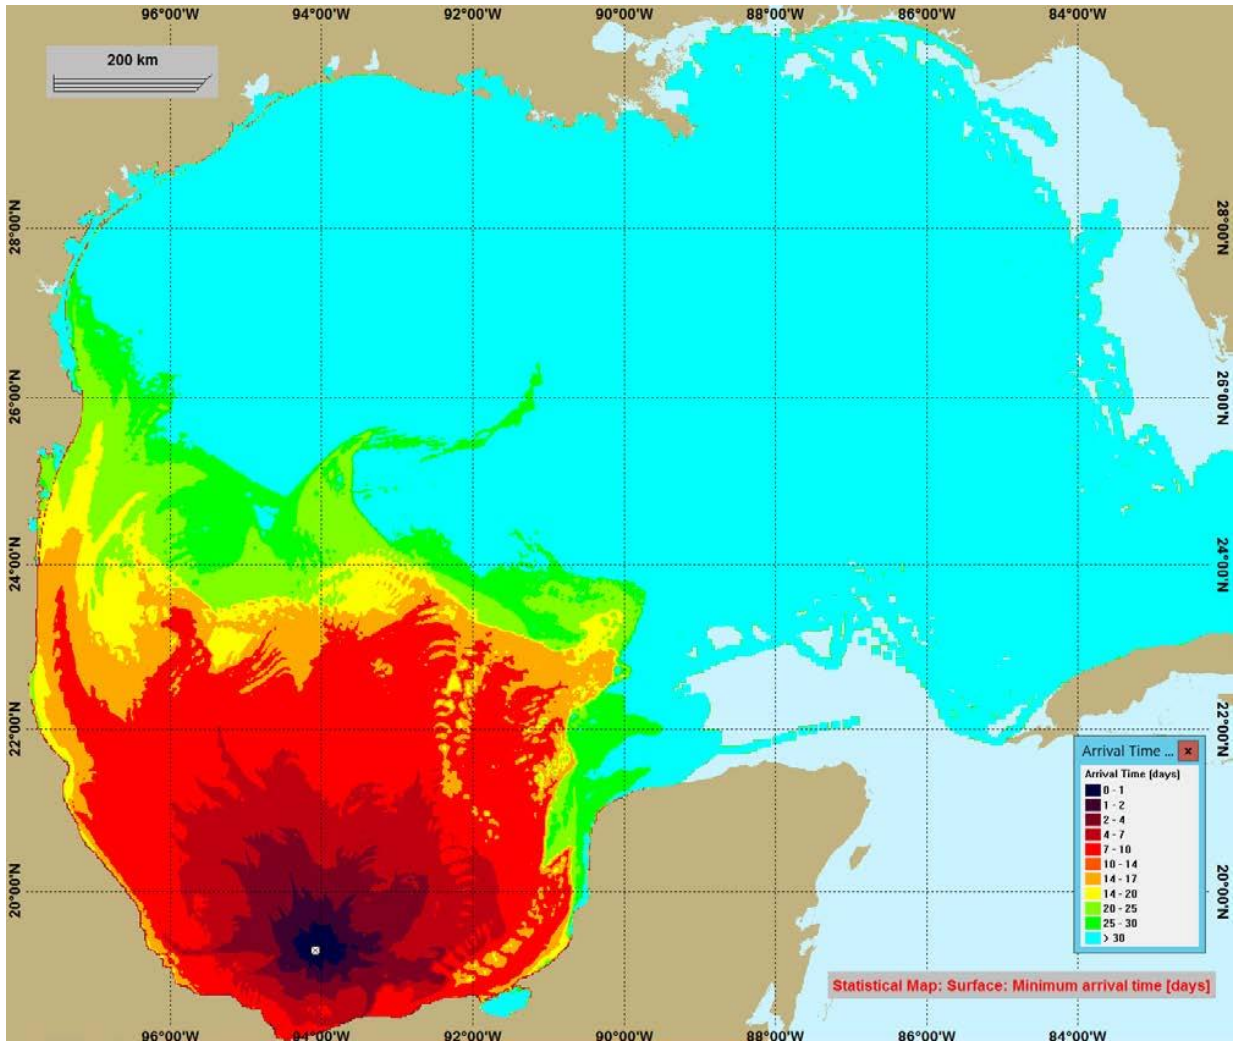 96°00'W 94°00'W 92°00'W 90°00'W 88°00'W 86°00'W 84°00'W
200 km
28°00'N 28°00'N
26°00'N 26°00'N
24°00'N 24°00'N
22°00'N 22°00'N
Arrival Time ... x
Arrival Time [days]
0 - 1
1 - 2
2 - 4
4 - 7
7 - 10
10 - 14
14 - 17
14 - 20
20 - 25
25 - 30
> 30
20°00'N 20°00'N
Statistical Map: Surface: Minimum arrival time [days]
96°00'W 94°00'W 92°00'W 90°00'W 88°00'W 86°00'W 84°00'W